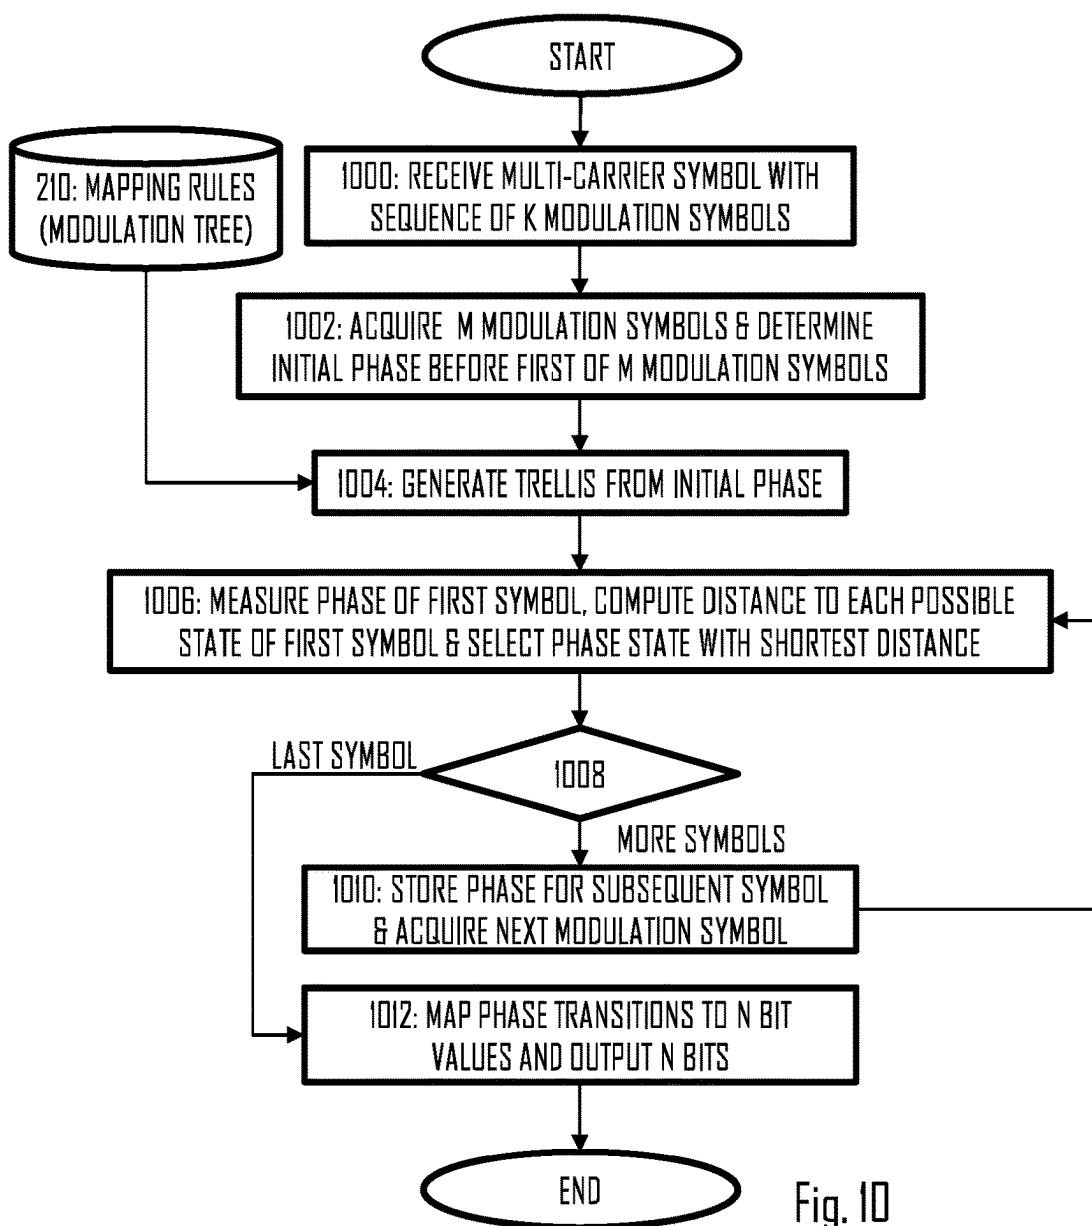 START
210: MAPPING RULES
(MODULATION TREE)
1000: RECEIVE MULTI-CARRIER SYMBOL WITH
SEQUENCE OF K MODULATION SYMBOLS
1002: ACQUIRE M MODULATION SYMBOLS & DETERMINE
INITIAL PHASE BEFORE FIRST OF M MODULATION SYMBOLS
1004: GENERATE TRELLIS FROM INITIAL PHASE
1006: MEASURE PHASE OF FIRST SYMBOL, COMPUTE DISTANCE TO EACH POSSIBLE
STATE OF FIRST SYMBOL & SELECT PHASE STATE WITH SHORTEST DISTANCE
LAST SYMBOL
1008
MORE SYMBOLS
1010: STORE PHASE FOR SUBSEQUENT SYMBOL
& ACQUIRE NEXT MODULATION SYMBOL
1012: MAP PHASE TRANSITIONS TO N BIT
VALUES AND OUTPUT N BITS
END
Fig. 10